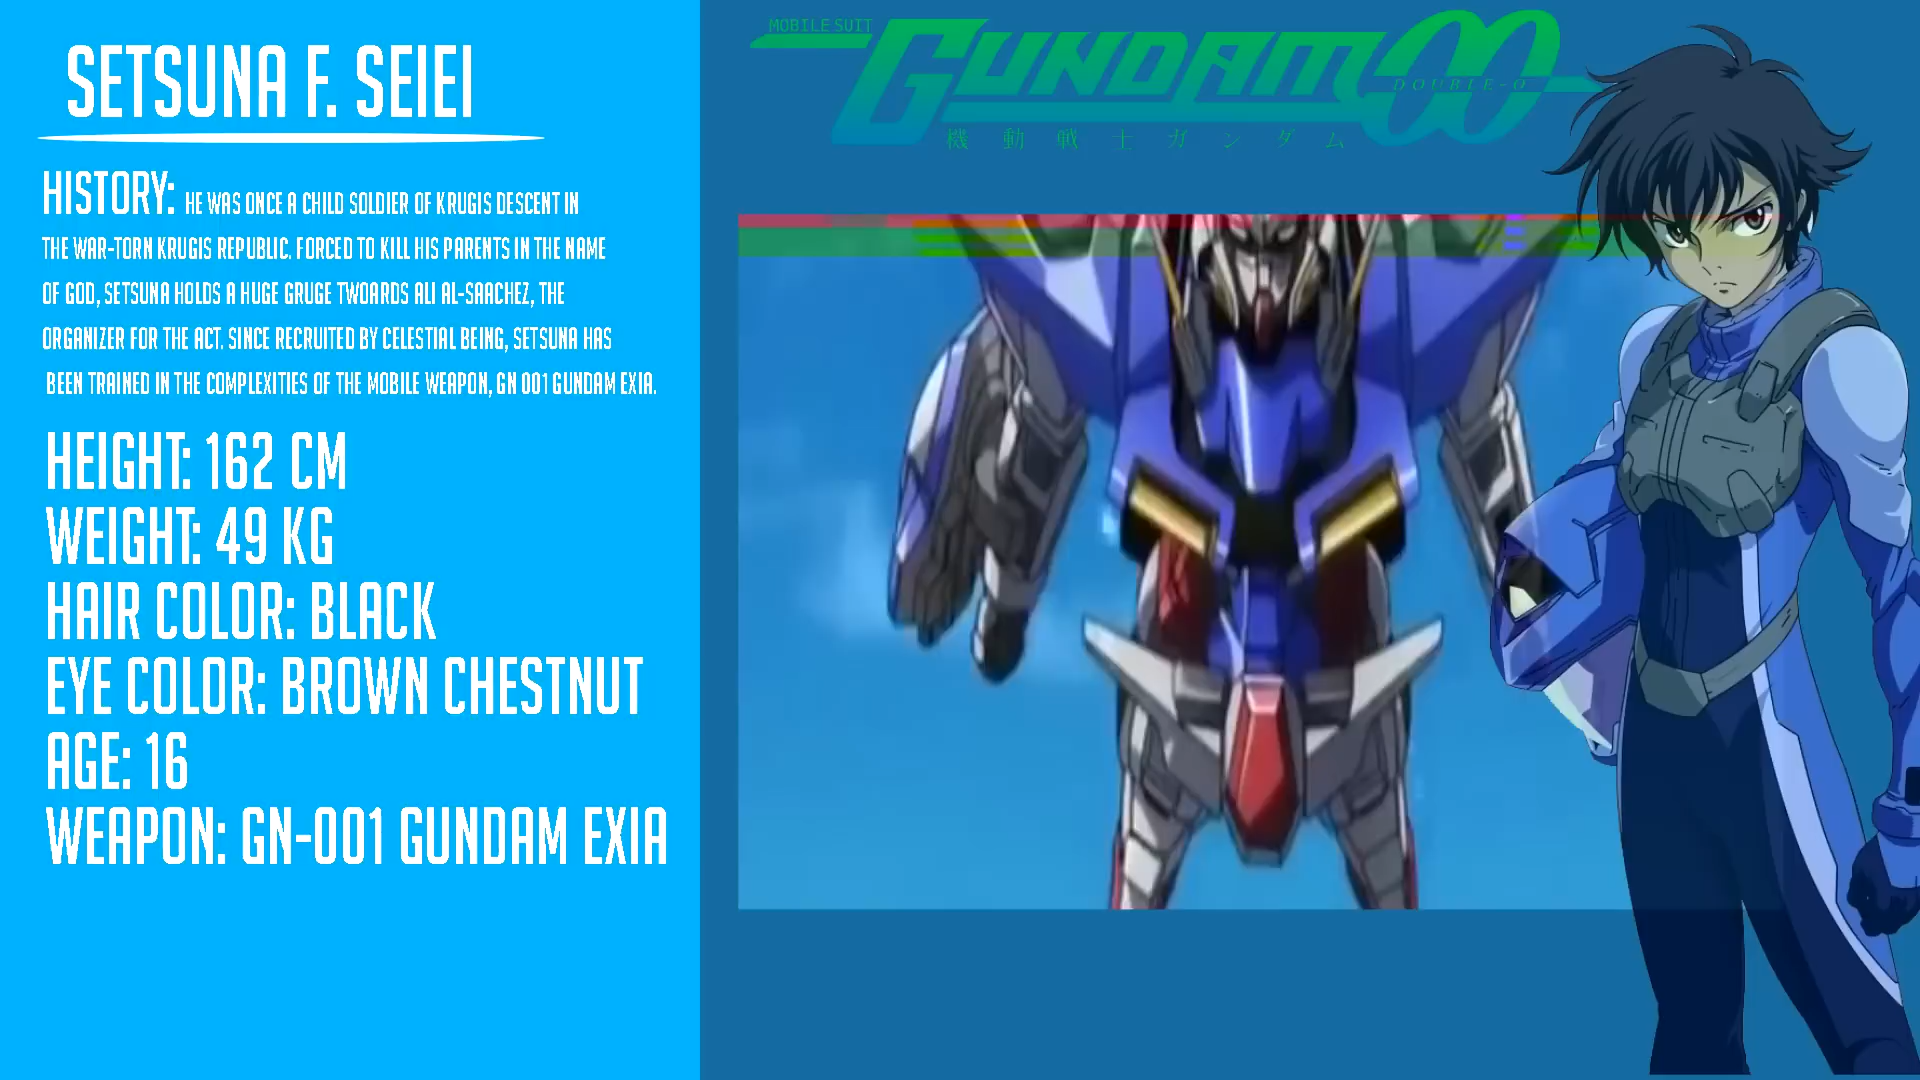 SETSUNA F. SEIEI
HISTORY: HE WAS ONCE A CHILD SOLDIER OF KRUGIS DESCENT IN
THE WAR-TORN KRUGIS REPUBLIC. FORCED TO KILL HIS PARENTS IN THE NAME
OF GOD, SETSUNA HOLDS A HUGE GRUGE TWOARDS ALI AL-SAACHEZ, THE
ORGANIZER FOR THE ACT. SINCE RECRUITED BY CELESTIAL BEING, SETSUNA HAS
BEEN TRAINED IN THE COMPLEXITIES OF THE MOBILE WEAPON, GN 001 GUNDAM EXIA.
HEIGHT: 162 CM
WEIGHT: 49 KG
HAIR COLOR: BLACK
EYE COLOR: BROWN CHESTNUT
AGE: 16
WEAPON: GN-001 GUNDAM EXIA
MOBILE SUIT
GUNDAM 00
DOUBLE-O
機動戦士ガンダム